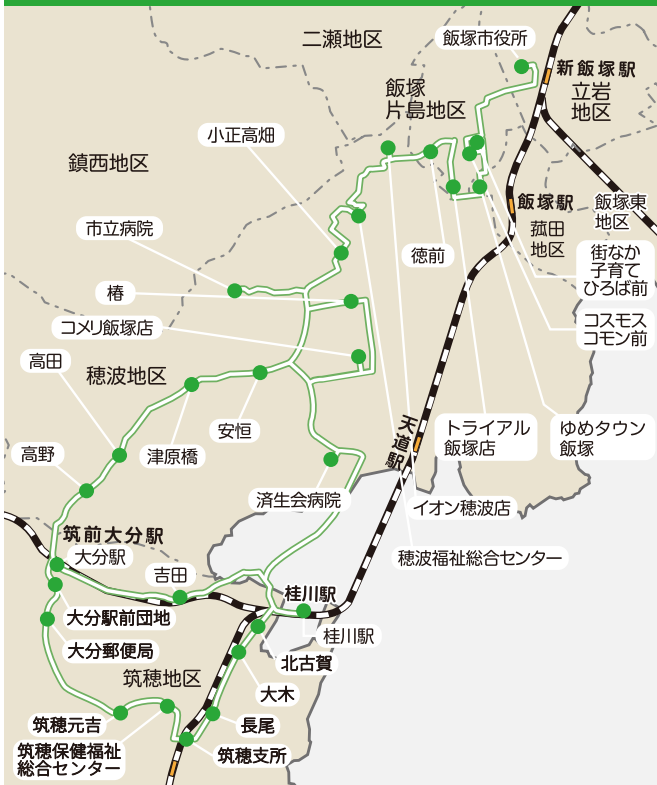 二瀬地区
飯塚市役所
新飯塚駅
立岩
地区
飯塚
片島地区
小正高畑
鎮西地区
飯塚駅
飯塚東
地区
菰田
地区
市立病院
徳前
街なか
子育て
ひろば前
椿
コスモス
コモン前
コメリ飯塚店
高田
穂波地区
安恒
津原橋
天道駅
トライアル
飯塚店
ゆめタウン
飯塚
高野
済生会病院
イオン穂波店
筑前大分駅
大分駅
穂波福祉総合センター
吉田
桂川駅
大分駅前団地
桂川駅
大分郵便局
北古賀
筑穂地区
大木
筑穂元吉
長尾
筑穂保健福祉
総合センター
筑穂支所